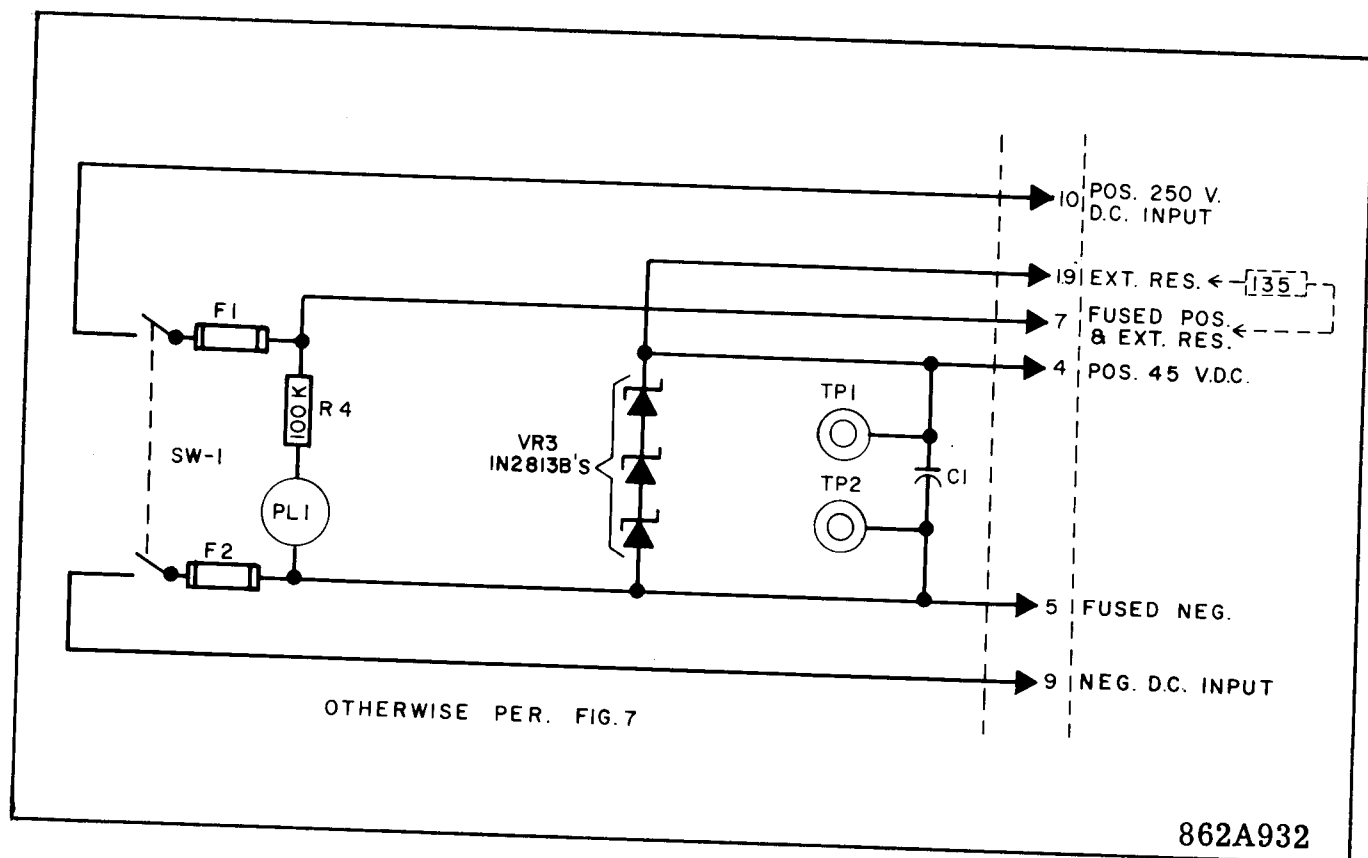 10 POS. 250 V.
D.C. INPUT
19 EXT. RES.
135
7 FUSED POS.
& EXT. RES.
4 POS. 45 V.D.C.
F1
100K
R4
SW-1
PL1
F2
VR3
IN2813B'S
TP1
TP2
C1
5 FUSED NEG.
9 NEG. D.C. INPUT
OTHERWISE PER. FIG. 7
862A932